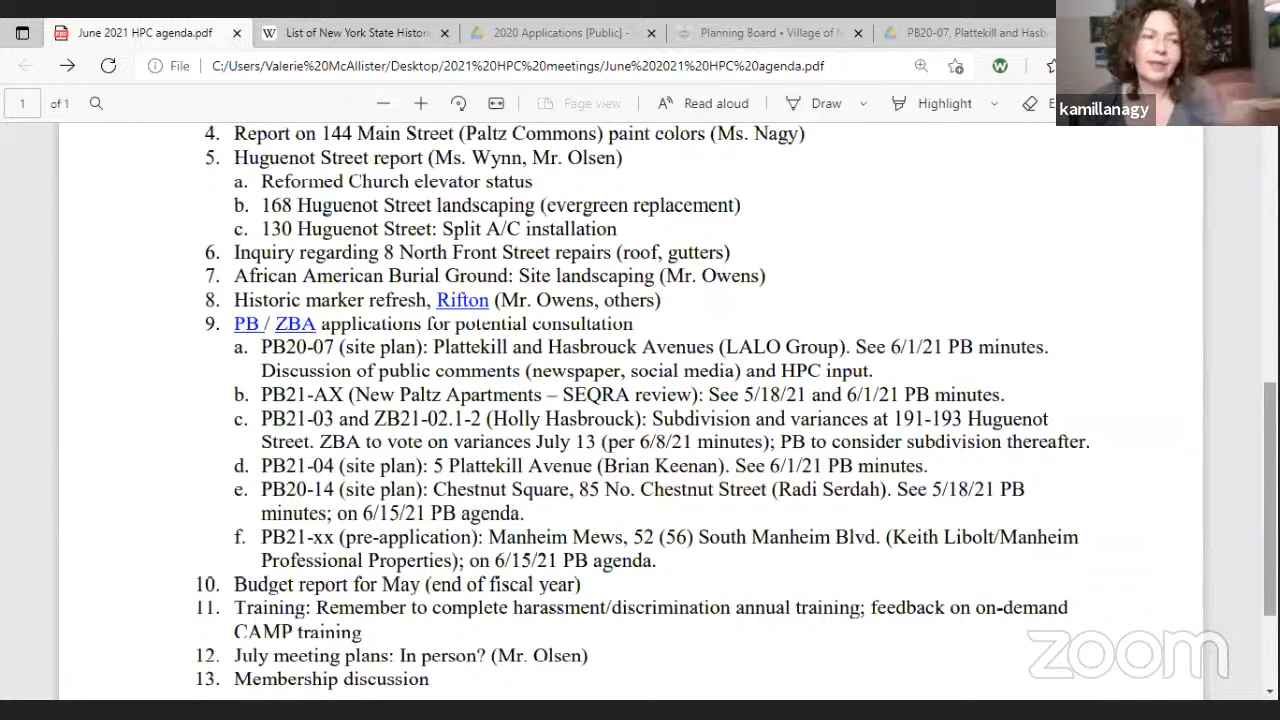 June 2021 HPC agenda.pdf
List of New York State Histori
2020 Applications [Public] -
Planning Board • Village of N
PB20-07, Plattekill and Hasb
File
C:/Users/Valerie%20McAllister/Desktop/2021%20HPC%20meetings/June%202021%20HPC%20agenda.pdf
kamillanagy
1 of 1
Page view
Read aloud
Draw
Highlight
4. Report on 144 Main Street (Paltz Commons) paint colors (Ms. Nagy)
5. Huguenot Street report (Ms. Wynn, Mr. Olsen)
a. Reformed Church elevator status
b. 168 Huguenot Street landscaping (evergreen replacement)
c. 130 Huguenot Street: Split A/C installation
6. Inquiry regarding 8 North Front Street repairs (roof, gutters)
7. African American Burial Ground: Site landscaping (Mr. Owens)
8. Historic marker refresh, Rifton (Mr. Owens, others)
9. PB / ZBA applications for potential consultation
a. PB20-07 (site plan): Plattekill and Hasbrouck Avenues (LALO Group). See 6/1/21 PB minutes.
Discussion of public comments (newspaper, social media) and HPC input.
b. PB21-AX (New Paltz Apartments – SEQRA review): See 5/18/21 and 6/1/21 PB minutes.
c. PB21-03 and ZB21-02.1-2 (Holly Hasbrouck): Subdivision and variances at 191-193 Huguenot
Street. ZBA to vote on variances July 13 (per 6/8/21 minutes); PB to consider subdivision thereafter.
d. PB21-04 (site plan): 5 Plattekill Avenue (Brian Keenan). See 6/1/21 PB minutes.
e. PB20-14 (site plan): Chestnut Square, 85 No. Chestnut Street (Radi Serdah). See 5/18/21 PB
minutes; on 6/15/21 PB agenda.
f. PB21-xx (pre-application): Manheim Mews, 52 (56) South Manheim Blvd. (Keith Libolt/Manheim
Professional Properties); on 6/15/21 PB agenda.
10. Budget report for May (end of fiscal year)
11. Training: Remember to complete harassment/discrimination annual training; feedback on on-demand
CAMP training
12. July meeting plans: In person? (Mr. Olsen)
13. Membership discussion
zoom